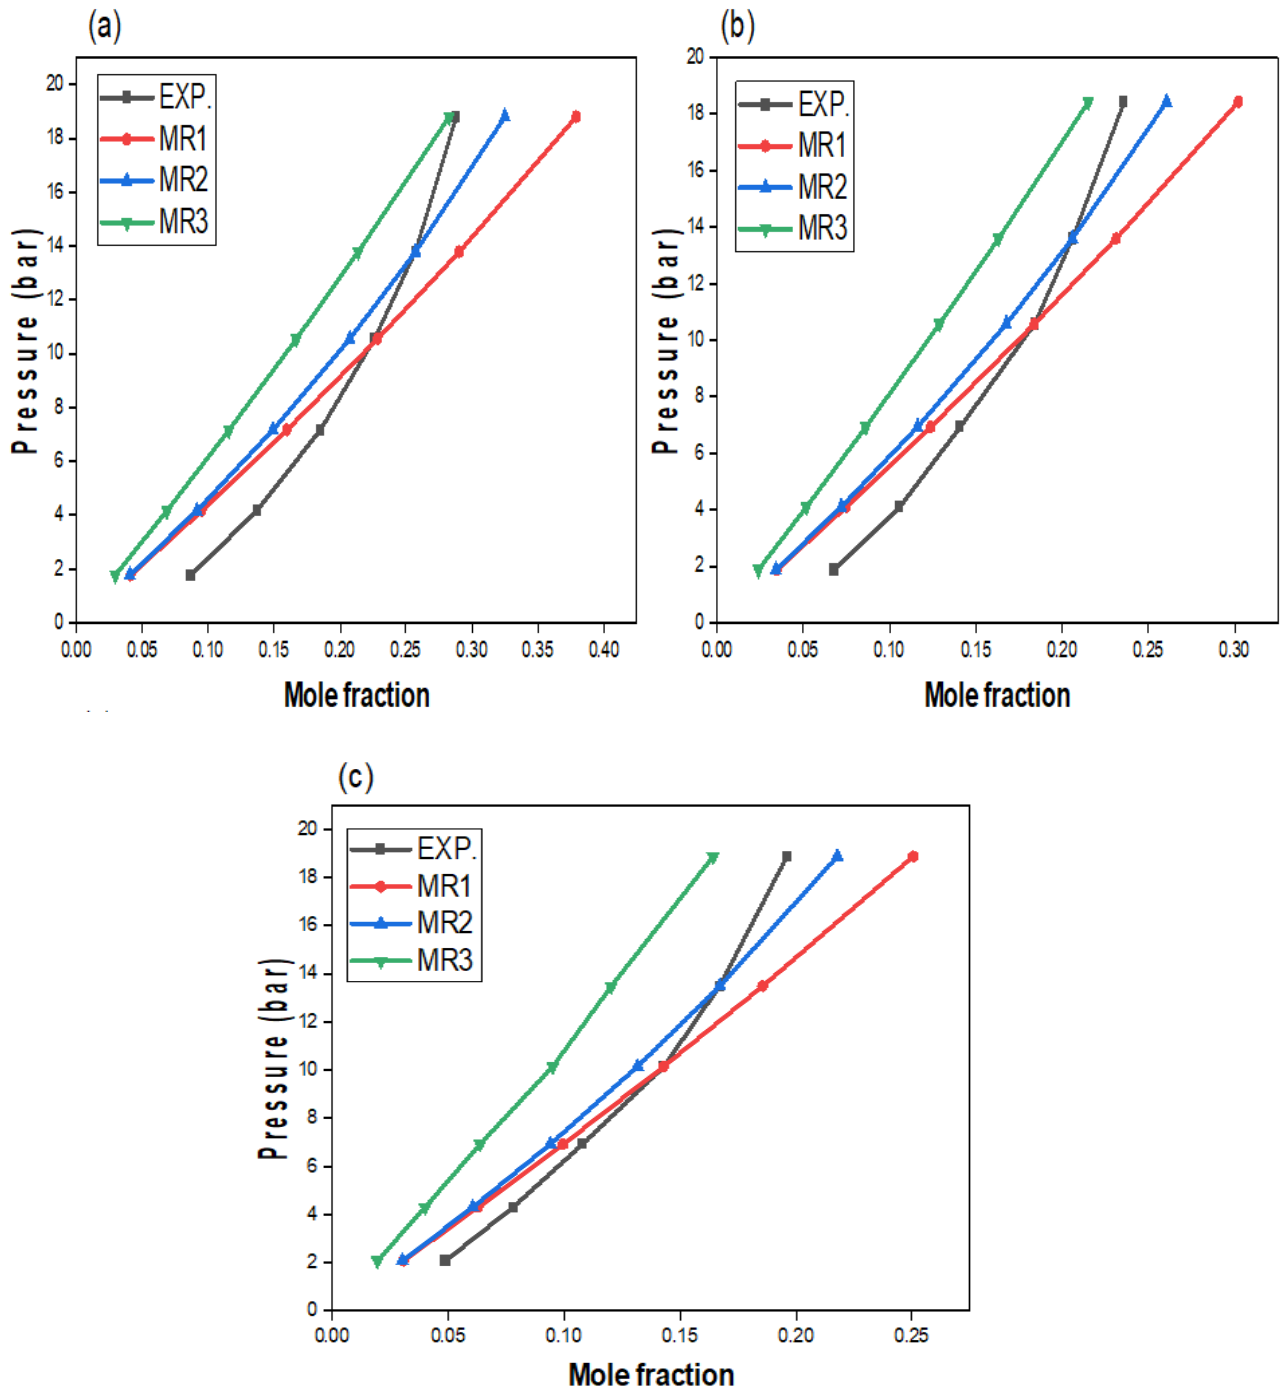 (a)
20
18
16
14
12
10
8
6
4
2
0
EXP.
MR1
MR2
MR3
Pressure (bar)
0.00 0.05 0.10 0.15 0.20 0.25 0.30 0.35 0.40
Mole fraction
(b)
20
18
16
14
12
10
8
6
4
2
0
EXP.
MR1
MR2
MR3
Pressure (bar)
0.00 0.05 0.10 0.15 0.20 0.25 0.30
Mole fraction
(c)
20
18
16
14
12
10
8
6
4
2
0
EXP.
MR1
MR2
MR3
Pressure (bar)
0.00 0.05 0.10 0.15 0.20 0.25
Mole fraction